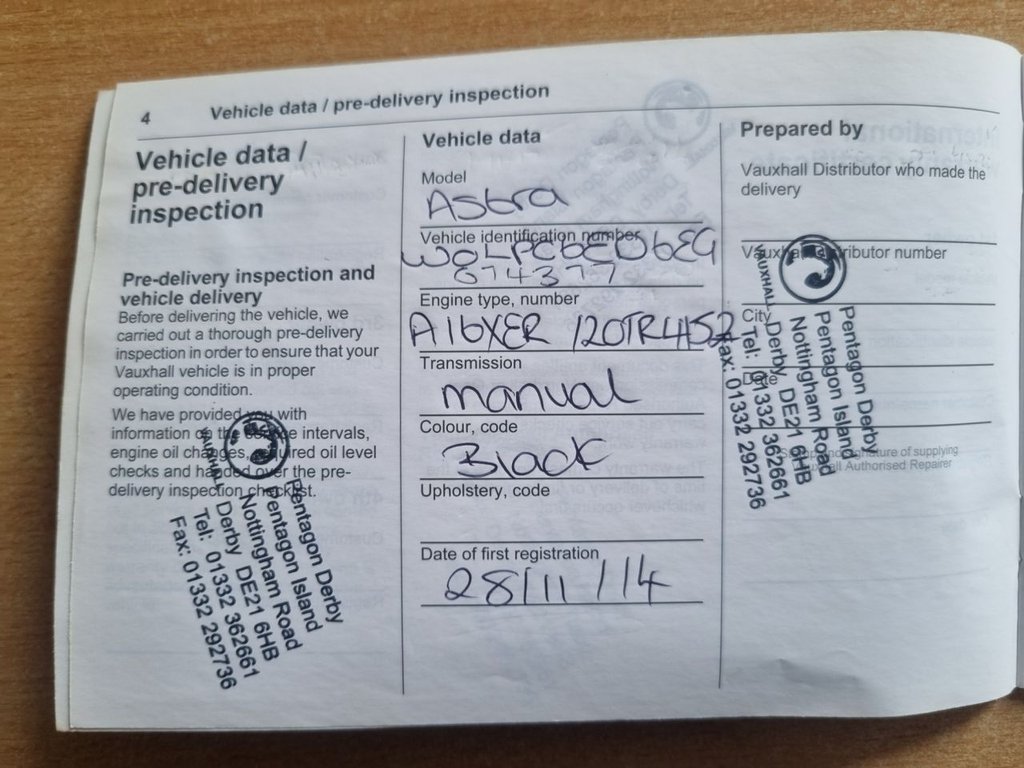 4
Vehicle data / pre-delivery inspection
Vehicle data /
pre-delivery
inspection
Pre-delivery inspection and
vehicle delivery
Before delivering the vehicle, we
carried out a thorough pre-delivery
inspection in order to ensure that your
Vauxhall vehicle is in proper
operating condition.
We have provided you with
information on the service intervals,
engine oil changes, required oil level
checks and handed over the pre-
delivery inspection checklist.
VAUXHALL
Pentagon Derby
Pentagon Island
Nottingham Road
Derby DE21 6HB
Tel: 01332 362661
Fax: 01332 292736
Vehicle data
Model
Astra
Vehicle identification number
W0LPC6ED6EG
874377
Engine type, number
A16XER /20TR4152
Transmission
manual
Colour, code
Black
Upholstery, code
Date of first registration
28/11/14
Prepared by
Vauxhall Distributor who made the
delivery
Vauxhall Distributor number
City
Date
and signature of supplying
Vauxhall Authorised Repairer
VAUXHALL
Pentagon Derby
Pentagon Island
Nottingham Road
Derby DE21 6HB
Tel: 01332 362661
Fax: 01332 292736